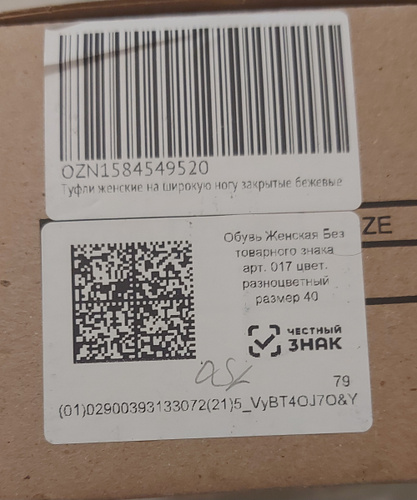 OZN1584549520
Туфли женские на широкую ногу закрытые бежевые
ZE
Обувь Женская Без
товарного знака
арт. 017 цвет.
разноцветный
размер 40
ЧЕСТНЫЙ
ЗНАК
79
(01)02900393133072(21)5_VyBT4OJ7O&Y